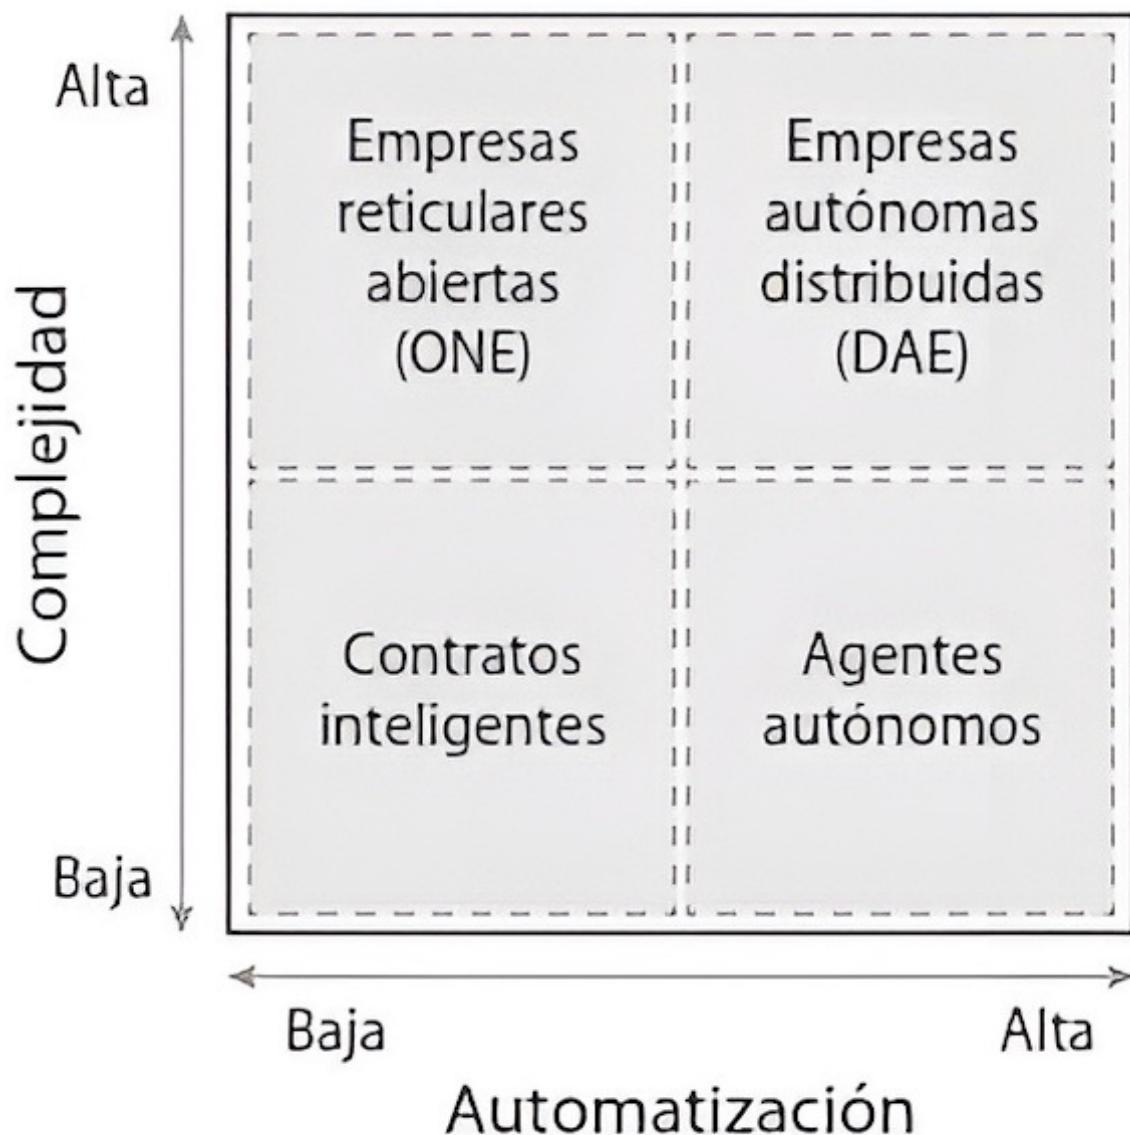 Alta
Empresas
reticulares
abiertas
(ONE)
Empresas
autónomas
distribuidas
(DAE)
Complejidad
Contratos
inteligentes
Agentes
autónomos
Baja
Baja
Alta
Automatización